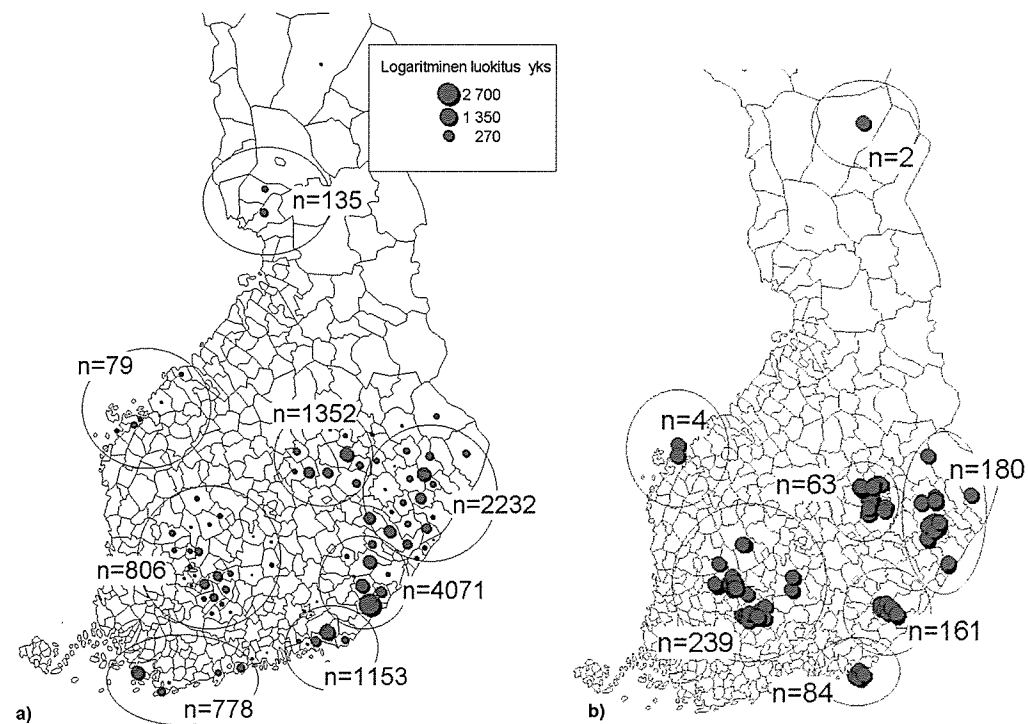 Logaritminen luokitus yks
2 700
1 350
270
n=135
n=79
n=1352
n=2232
n=806
n=4071
n=1153
n=778
a)
n=2
n=4
n=180
n=63
n=239
n=161
n=84
b)